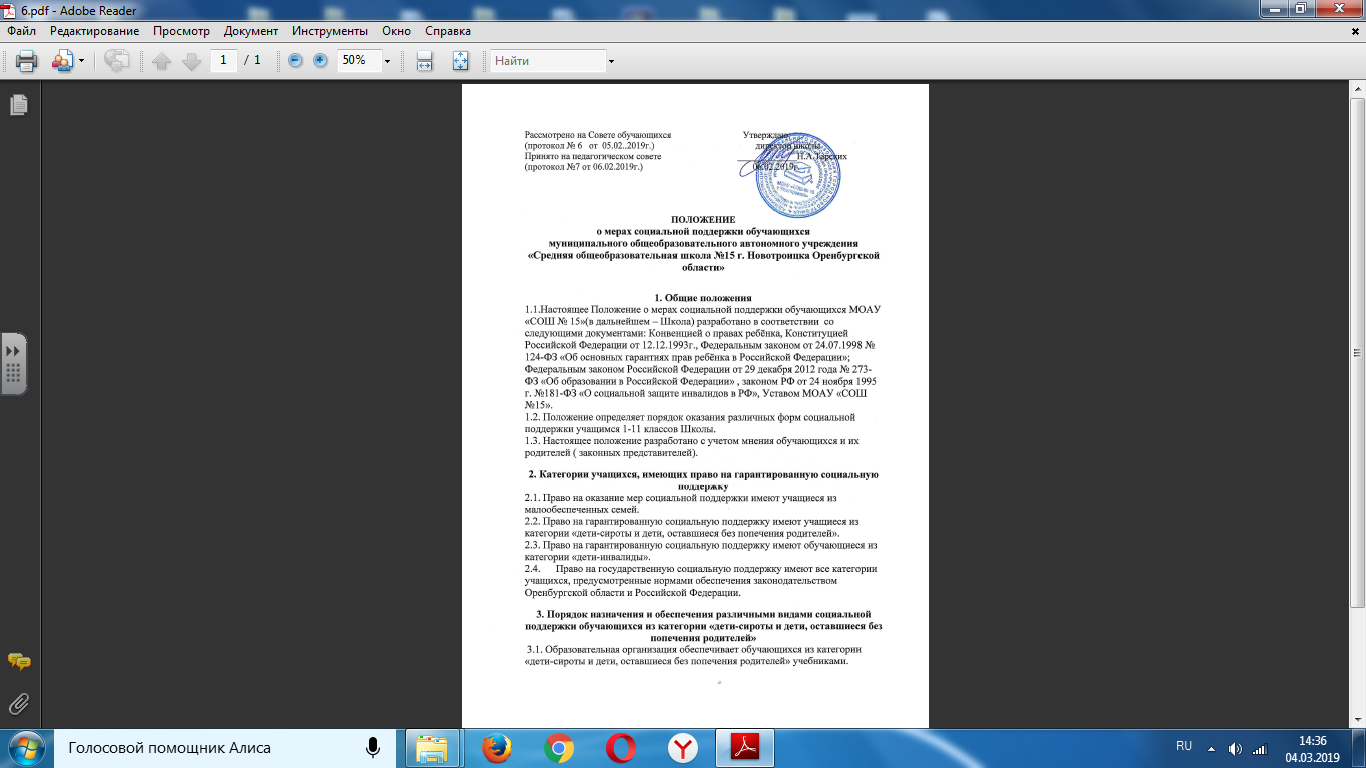 6.pdf - Adobe Reader
Файл Редактирование Просмотр Документ Инструменты Окно Справка
1 / 1 50% Найти
Рассмотрено на Совете обучающихся Утверждаю:
(протокол № 6 от 05.02..2019г.) директор школы
Принято на педагогическом совете Н.А.Тарских
(протокол №7 от 06.02.2019г.) 06.02.2019г.
ПОЛОЖЕНИЕ
о мерах социальной поддержки обучающихся
муниципального общеобразовательного автономного учреждения
«Средняя общеобразовательная школа №15 г. Новотроицка Оренбургской
области»
1. Общие положения
1.1.Настоящее Положение о мерах социальной поддержки обучающихся МОАУ
«СОШ № 15»(в дальнейшем – Школа) разработано в соответствии со
следующими документами: Конвенцией о правах ребёнка, Конституцией
Российской Федерации от 12.12.1993г., Федеральным законом от 24.07.1998 №
124-ФЗ «Об основных гарантиях прав ребёнка в Российской Федерации»;
Федеральным законом Российской Федерации от 29 декабря 2012 года № 273-
ФЗ «Об образовании в Российской Федерации» , законом РФ от 24 ноября 1995
г. №181-ФЗ «О социальной защите инвалидов в РФ», Уставом МОАУ «СОШ
№15».
1.2. Положение определяет порядок оказания различных форм социальной
поддержки учащимся 1-11 классов Школы.
1.3. Настоящее положение разработано с учетом мнения обучающихся и их
родителей ( законных представителей).
2. Категории учащихся, имеющих право на гарантированную социальную
поддержку
2.1. Право на оказание мер социальной поддержки имеют учащиеся из
малообеспеченных семей.
2.2. Право на гарантированную социальную поддержку имеют учащиеся из
категории «дети-сироты и дети, оставшиеся без попечения родителей».
2.3. Право на гарантированную социальную поддержку имеют обучающиеся из
категории «дети-инвалиды».
2.4. Право на государственную социальную поддержку имеют все категории
учащихся, предусмотренные нормами обеспечения законодательством
Оренбургской области и Российской Федерации.
3. Порядок назначения и обеспечения различными видами социальной
поддержки обучающихся из категории «дети-сироты и дети, оставшиеся без
попечения родителей»
3.1. Образовательная организация обеспечивает обучающихся из категории
«дети-сироты и дети, оставшиеся без попечения родителей» учебниками.
Голосовой помощник Алиса
RU 14:36
04.03.2019